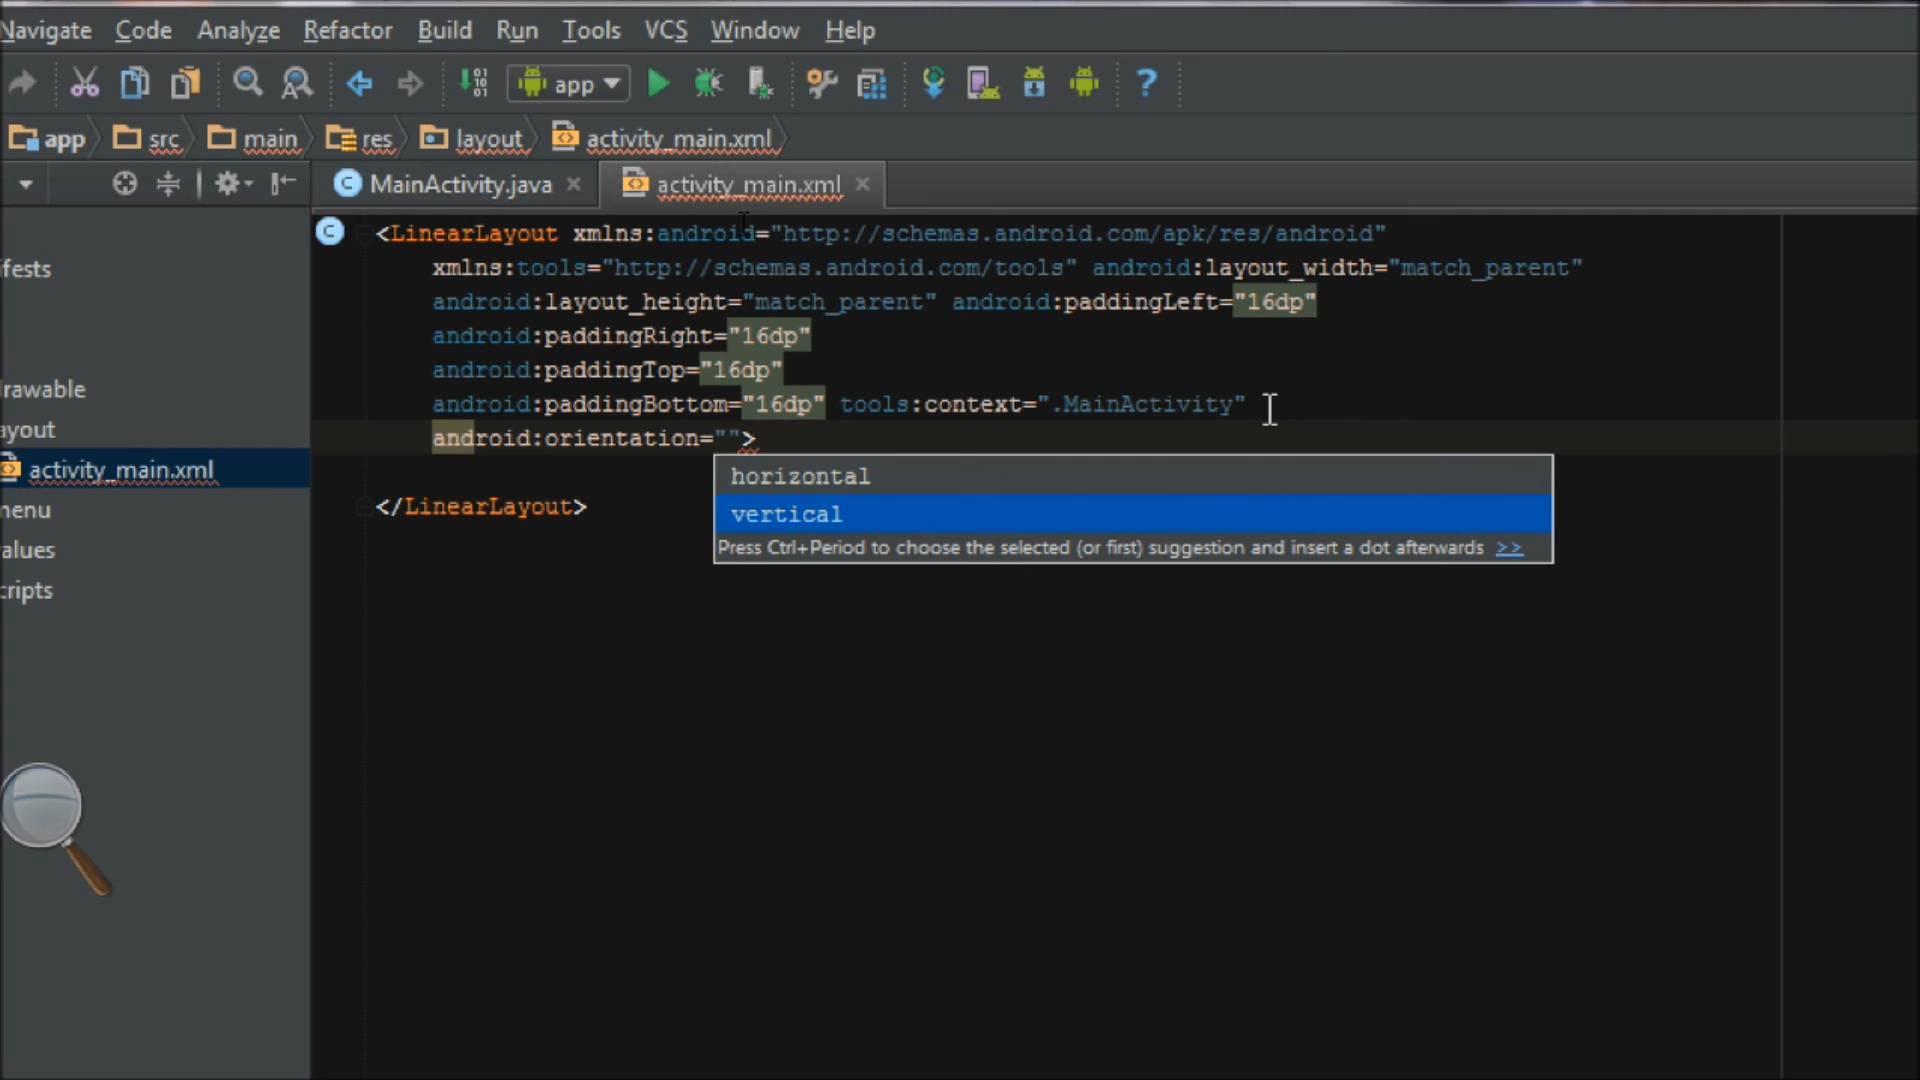 Navigate Code Analyze Refactor Build Run Tools VCS Window Help
app
app src main res layout activity_main.xml
MainActivity.java activity_main.xml
<LinearLayout xmlns:android="http://schemas.android.com/apk/res/android"
xmlns:tools="http://schemas.android.com/tools" android:layout_width="match_parent"
android:layout_height="match_parent" android:paddingLeft="16dp"
android:paddingRight="16dp"
android:paddingTop="16dp"
android:paddingBottom="16dp" tools:context=".MainActivity"
android:orientation="">
</LinearLayout>
horizontal
vertical
Press Ctrl+Period to choose the selected (or first) suggestion and insert a dot afterwards >>
ifests
drawable
ayout
activity_main.xml
menu
values
cripts